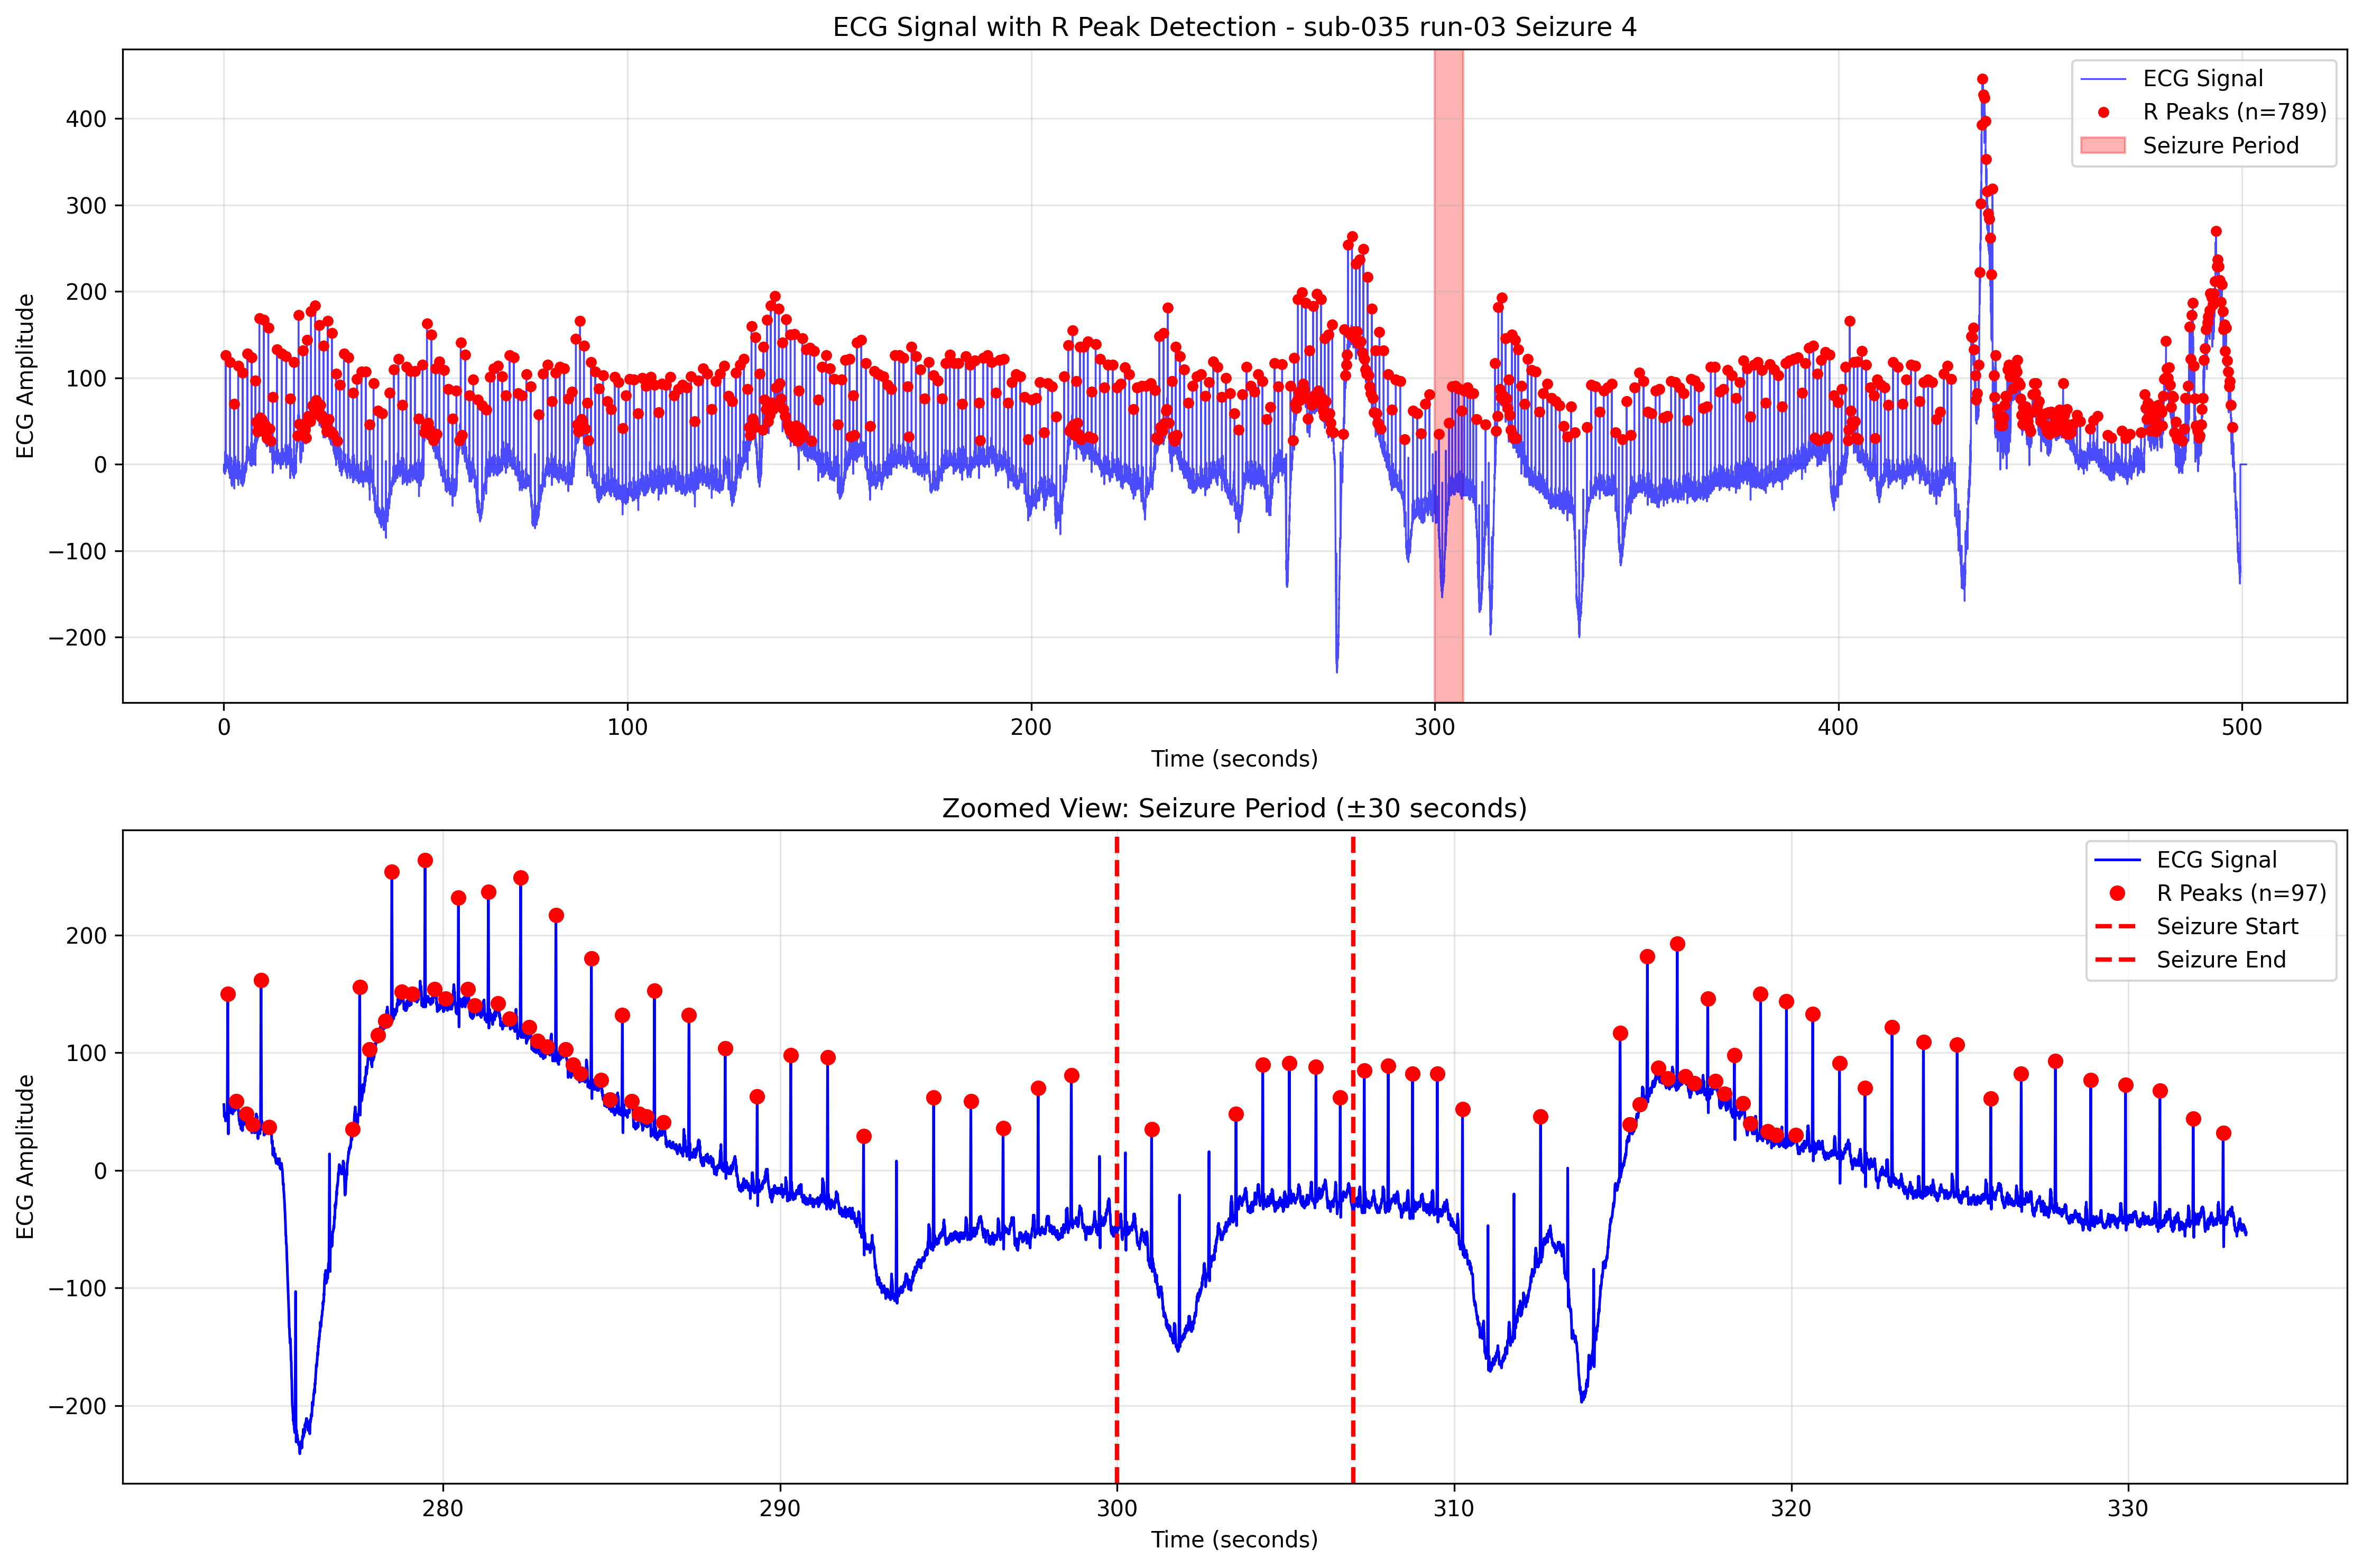 ECG Signal with R Peak Detection - sub-035 run-03 Seizure 4
ECG Signal
R Peaks (n=789)
Seizure Period
ECG Amplitude
400
300
200
100
0
−100
−200
0 100 200 300 400 500
Time (seconds)
Zoomed View: Seizure Period (±30 seconds)
ECG Signal
R Peaks (n=97)
Seizure Start
Seizure End
ECG Amplitude
200
100
0
−100
−200
280 290 300 310 320 330
Time (seconds)